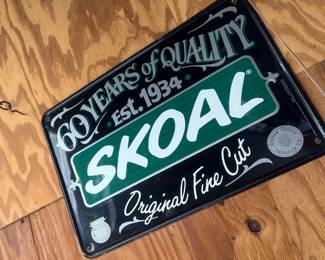 60 YEARS of QUALITY
Est. 1934
SKOAL®
Original Fine Cut